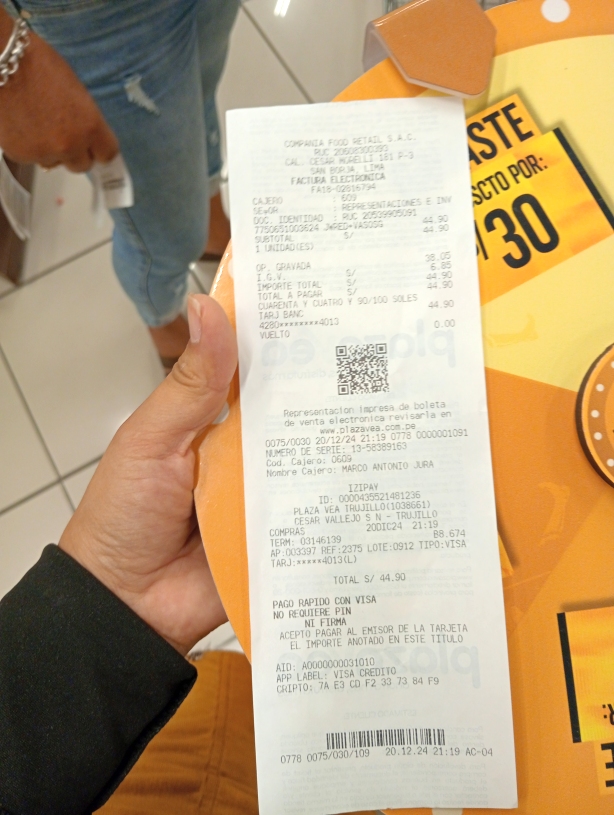 COMPANIA FOOD RETAIL S.A.C.
RUC 20608300393
CAL. CESAR MORELLI 181 P-3
SAN BORJA, LIMA
FACTURA ELECTRONICA
FA18-02816794
CAJERO : 609
SEÑOR : REPRESENTACIONES E INV
DOC. IDENTIDAD : RUC 20539905091
7750651003624 JWRED+VASOSG 44.90
SUBTOTAL S/ 44.90
1 UNIDAD(ES)
OP. GRAVADA 38.05
I.G.V. S/ 6.85
IMPORTE TOTAL S/ 44.90
TOTAL A PAGAR S/ 44.90
CUARENTA Y CUATRO Y 90/100 SOLES
TARJ BANC 44.90
4280********4013
VUELTO 0.00
Representacion impresa de boleta
de venta electronica revisarla en
www.plazavea.com.pe
0075/0030 20/12/24 21:19 0778 0000001091
NUMERO DE SERIE: 13-58389163
Cod. Cajero: 0609
Nombre Cajero: MARCO ANTONIO JURA
IZIPAY
ID: 0000435521481236
PLAZA VEA TRUJILLO(1038661)
CESAR VALLEJO S N - TRUJILLO
COMPRAS 20DIC24 21:19
TERM: 03146139 B8.674
AP:003397 REF:2375 LOTE:0912 TIPO:VISA
TARJ:*****4013(L)
TOTAL S/ 44.90
PAGO RAPIDO CON VISA
NO REQUIERE PIN
NI FIRMA
ACEPTO PAGAR AL EMISOR DE LA TARJETA
EL IMPORTE ANOTADO EN ESTE TITULO
AID: A0000000031010
APP LABEL: VISA CREDITO
CRIPTO: 7A E3 CD F2 33 73 84 F9
0778 0075/030/109 20.12.24 21:19 AC-04
ASTE
SCTO POR:
30